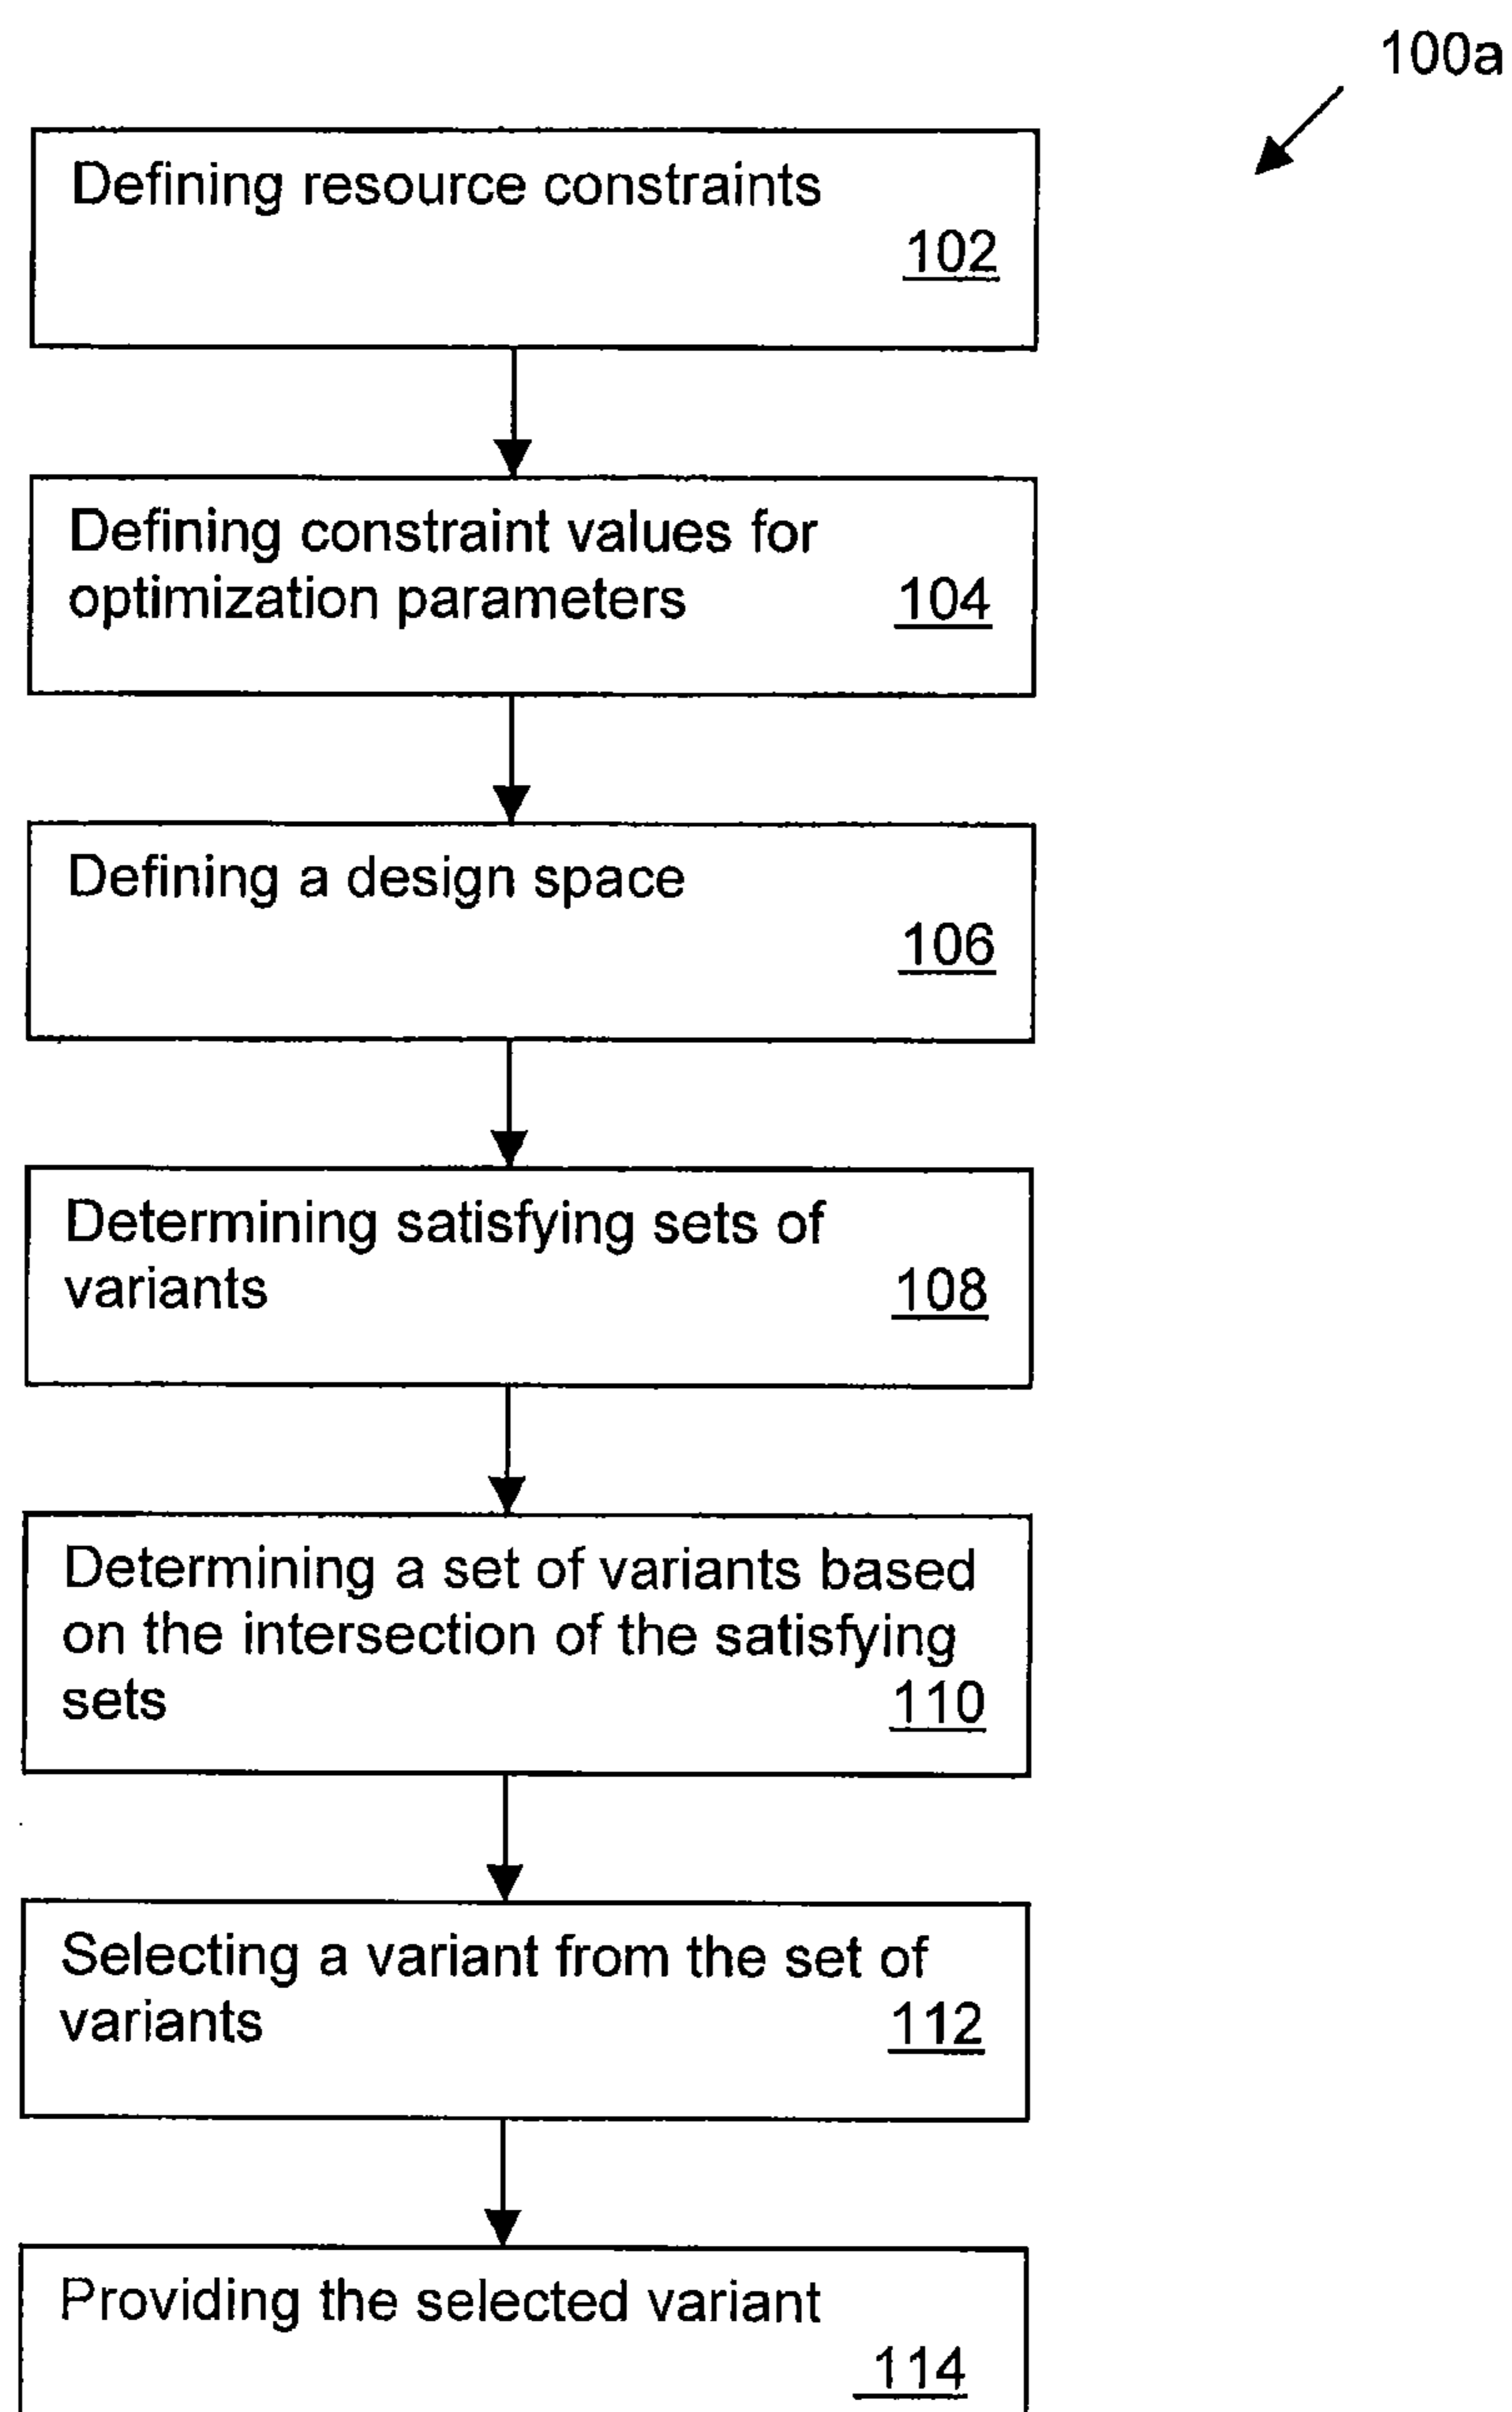 100a
Defining resource constraints
102
Defining constraint values for
optimization parameters 104
Defining a design space
106
Determining satisfying sets of
variants 108
Determining a set of variants based
on the intersection of the satisfying
sets 110
Selecting a variant from the set of
variants 112
Providing the selected variant
114